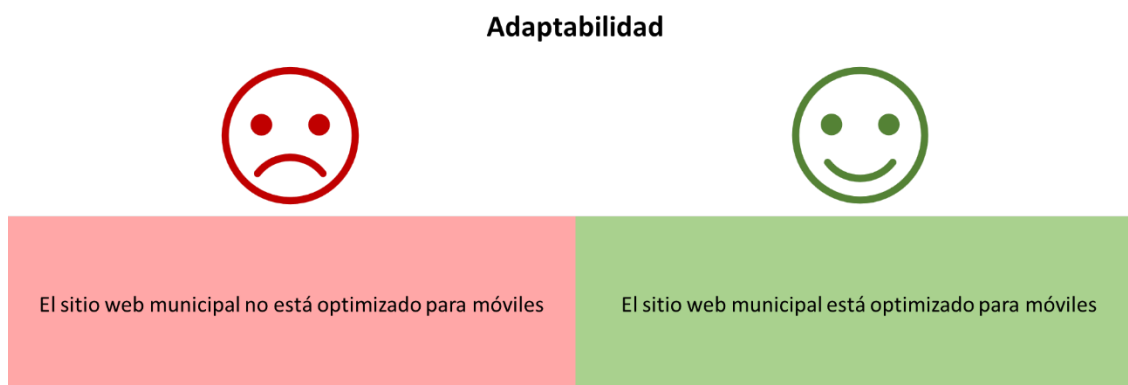 Adaptabilidad
El sitio web municipal no está optimizado para móviles
El sitio web municipal está optimizado para móviles